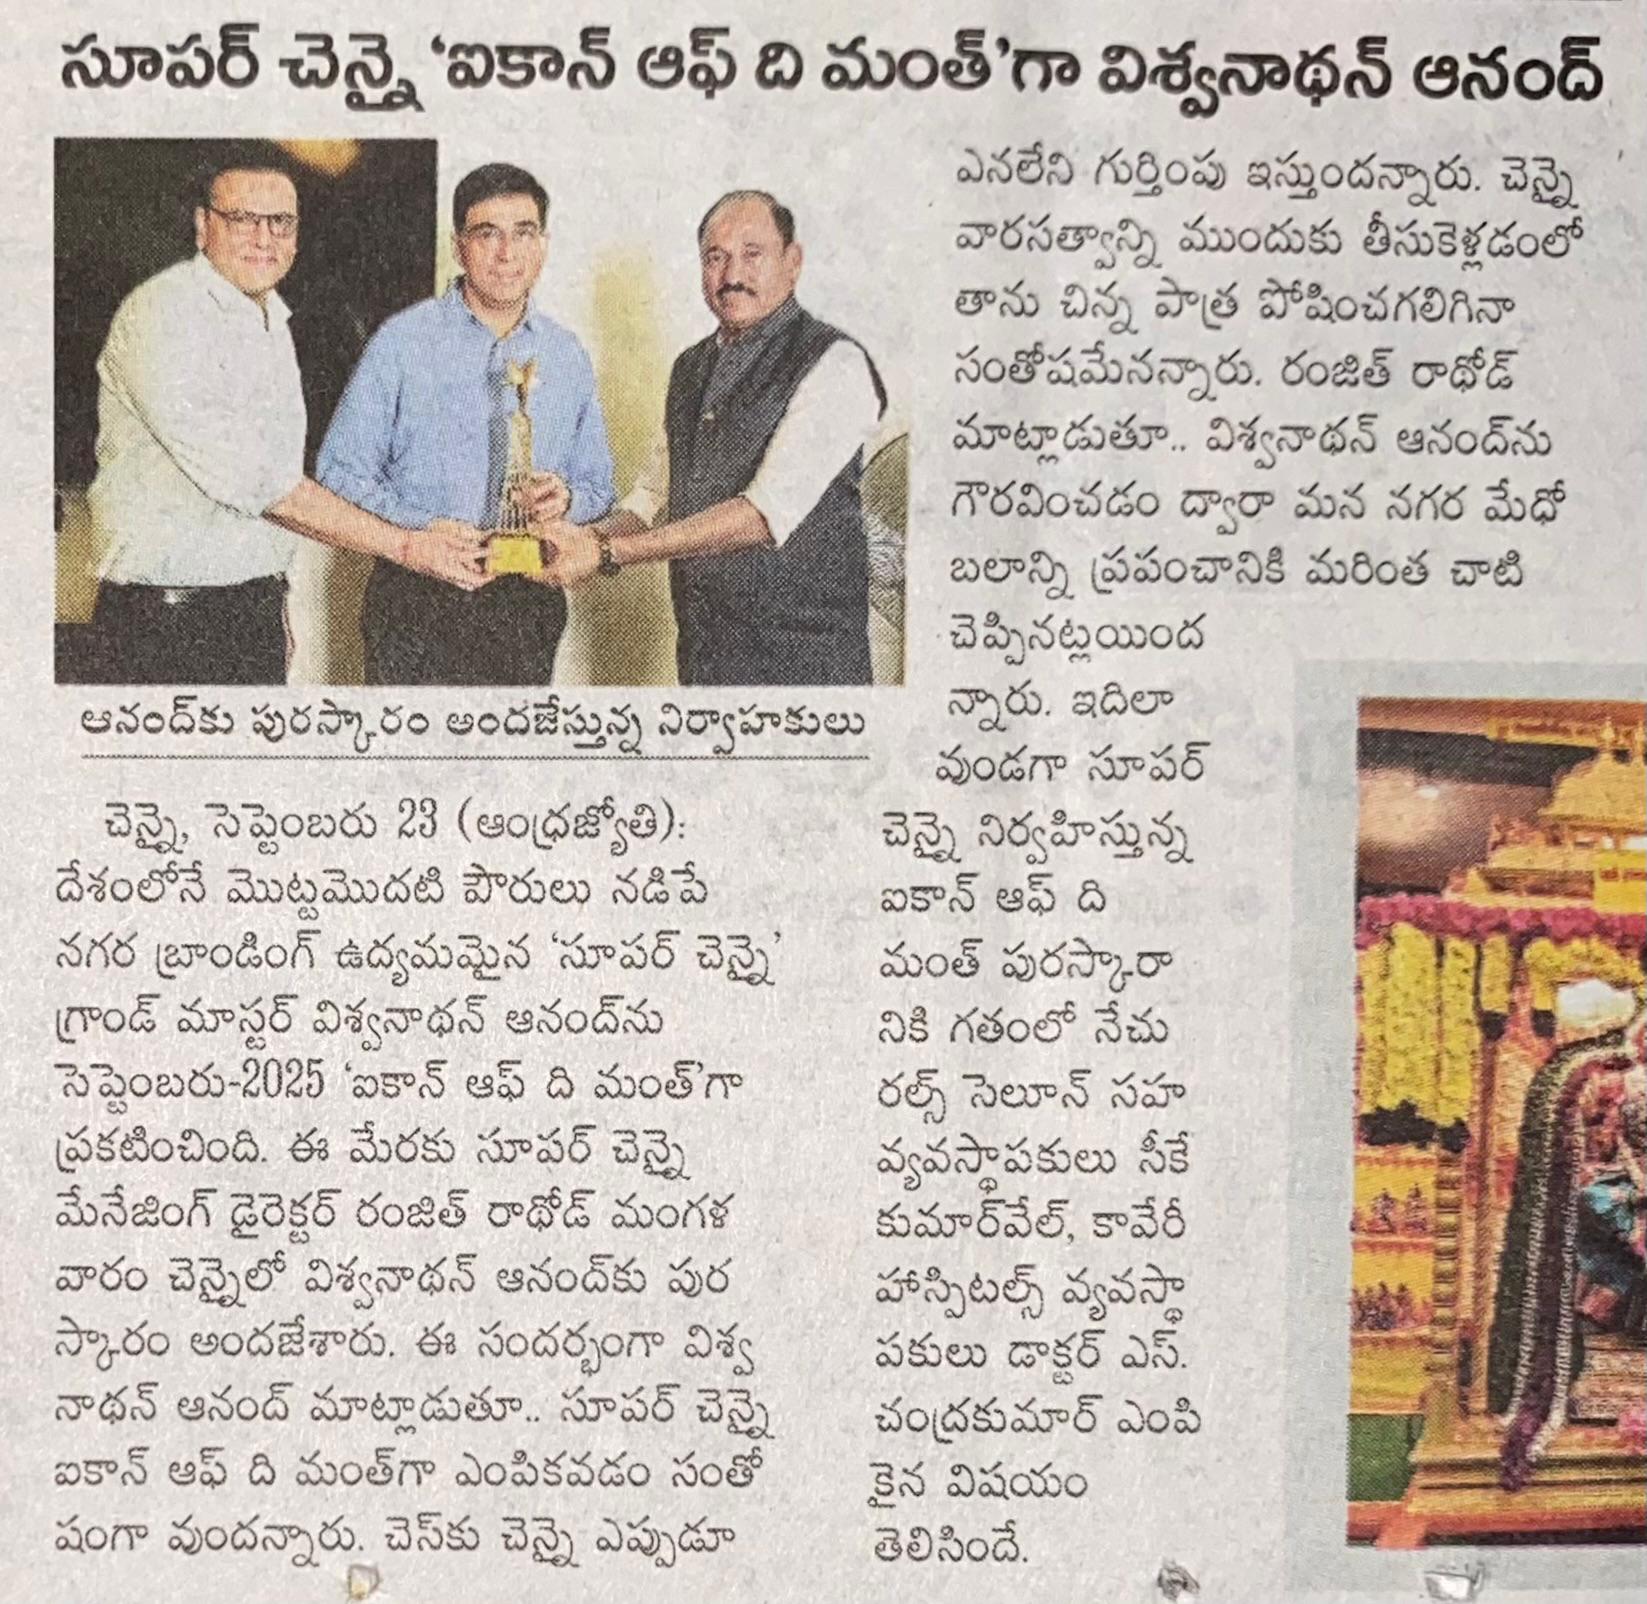 సూపర్ చెన్నై ‘ఐకాన్ ఆఫ్ ది మంత్’గా విశ్వనాథన్ ఆనంద్
ఆనంద్‌కు పురస్కారం అందజేస్తున్న నిర్వాహకులు
చెన్నై, సెప్టెంబరు 23 (ఆంధ్రజ్యోతి):
దేశంలోనే మొట్టమొదటి పౌరులు నడిపే
నగర బ్రాండింగ్ ఉద్యమమైన ‘సూపర్ చెన్నై’
గ్రాండ్ మాస్టర్ విశ్వనాథన్ ఆనంద్‌ను
సెప్టెంబరు-2025 ‘ఐకాన్ ఆఫ్ ది మంత్’గా
ప్రకటించింది. ఈ మేరకు సూపర్ చెన్నై
మేనేజింగ్ డైరెక్టర్ రంజిత్ రాథోడ్ మంగళ
వారం చెన్నైలో విశ్వనాథన్ ఆనంద్‌కు పుర
స్కారం అందజేశారు. ఈ సందర్భంగా విశ్వ
నాథన్ ఆనంద్ మాట్లాడుతూ.. సూపర్ చెన్నై
ఐకాన్ ఆఫ్ ది మంత్‌గా ఎంపికవడం సంతో
షంగా వుందన్నారు. చెస్‌కు చెన్నై ఎప్పుడూ
ఎనలేని గుర్తింపు ఇస్తుందన్నారు. చెన్నై
వారసత్వాన్ని ముందుకు తీసుకెళ్లడంలో
తాను చిన్న పాత్ర పోషించగలిగినా
సంతోషమేనన్నారు. రంజిత్ రాథోడ్
మాట్లాడుతూ.. విశ్వనాథన్ ఆనంద్‌ను
గౌరవించడం ద్వారా మన నగర మేధో
బలాన్ని ప్రపంచానికి మరింత చాటి
చెప్పినట్లయింద
న్నారు. ఇదిలా
వుండగా సూపర్
చెన్నై నిర్వహిస్తున్న
ఐకాన్ ఆఫ్ ది
మంత్ పురస్కారా
నికి గతంలో నేచు
రల్స్ సెలూన్ సహ
వ్యవస్థాపకులు సీకే
కుమార్‌వేల్, కావేరీ
హాస్పిటల్స్ వ్యవస్థా
పకులు డాక్టర్ ఎస్.
చంద్రకుమార్ ఎంపి
కైన విషయం
తెలిసిందే.